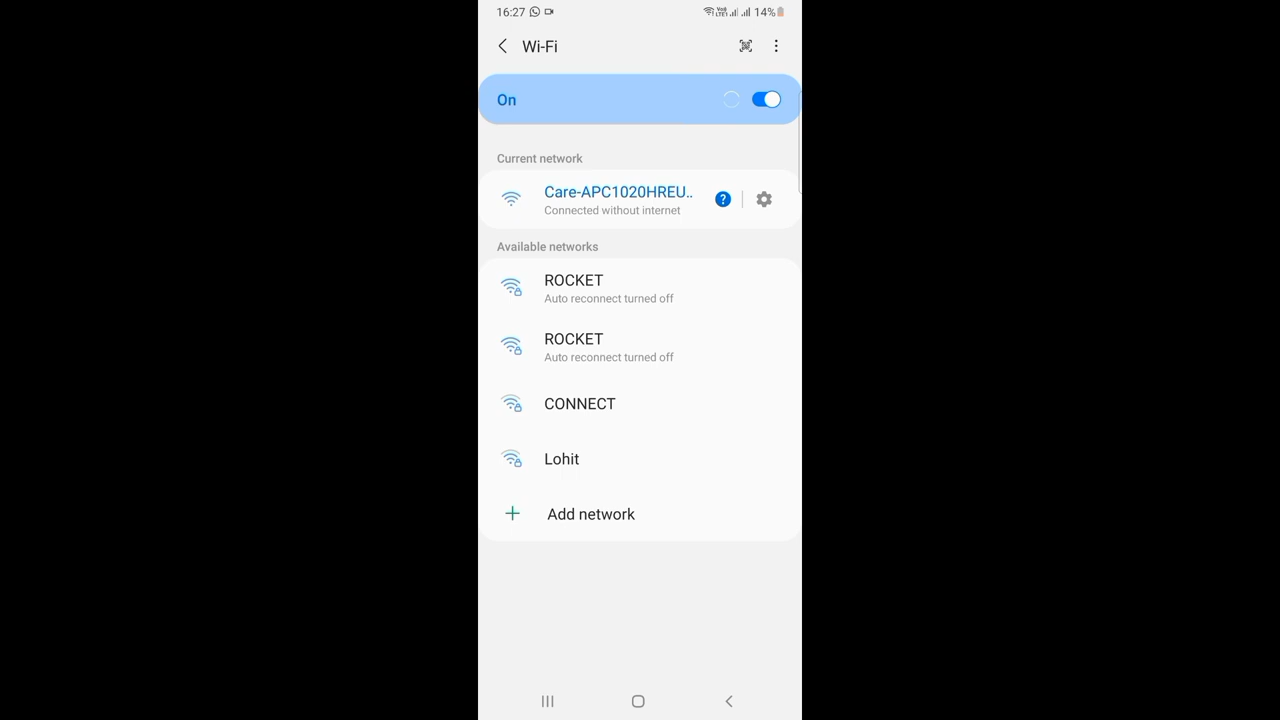 16:27 14%
Wi-Fi
On
Current network
Care-APC1020HREU..
Connected without internet
Available networks
ROCKET
Auto reconnect turned off
ROCKET
Auto reconnect turned off
CONNECT
Lohit
Add network